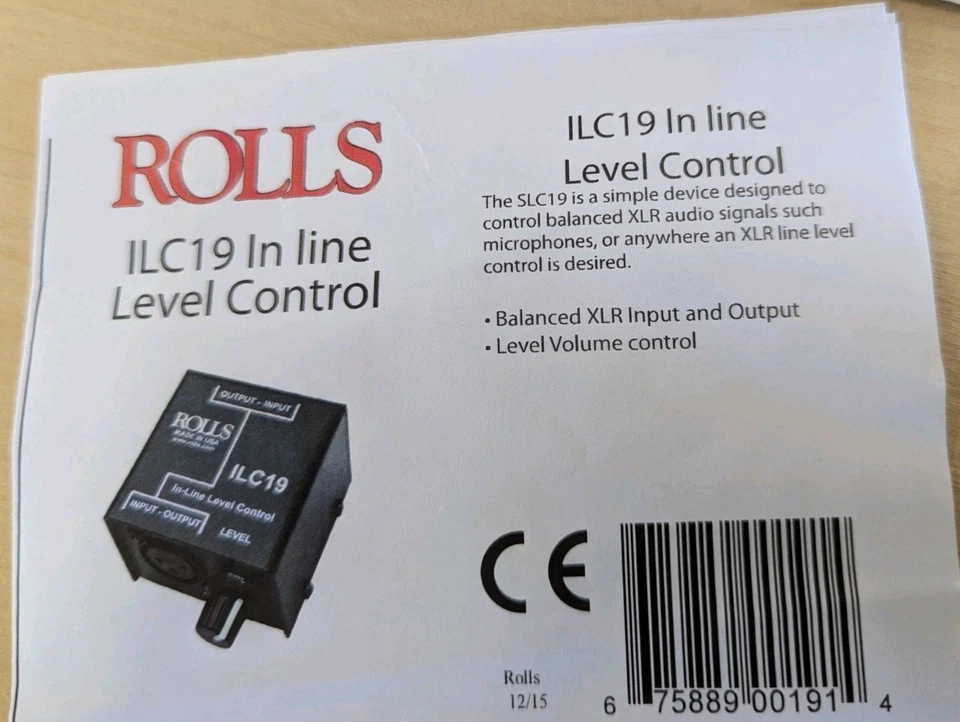 ROLLS
ILC19 In line
Level Control
OUTPUT - INPUT
ROLLS
MADE IN USA
www.rolls.com
ILC19
In-Line Level Control
INPUT - OUTPUT
LEVEL
ILC19 In line
Level Control
The SLC19 is a simple device designed to
control balanced XLR audio signals such
microphones, or anywhere an XLR line level
control is desired.
• Balanced XLR Input and Output
• Level Volume control
CE
Rolls
12/15
6 75889 00191 4